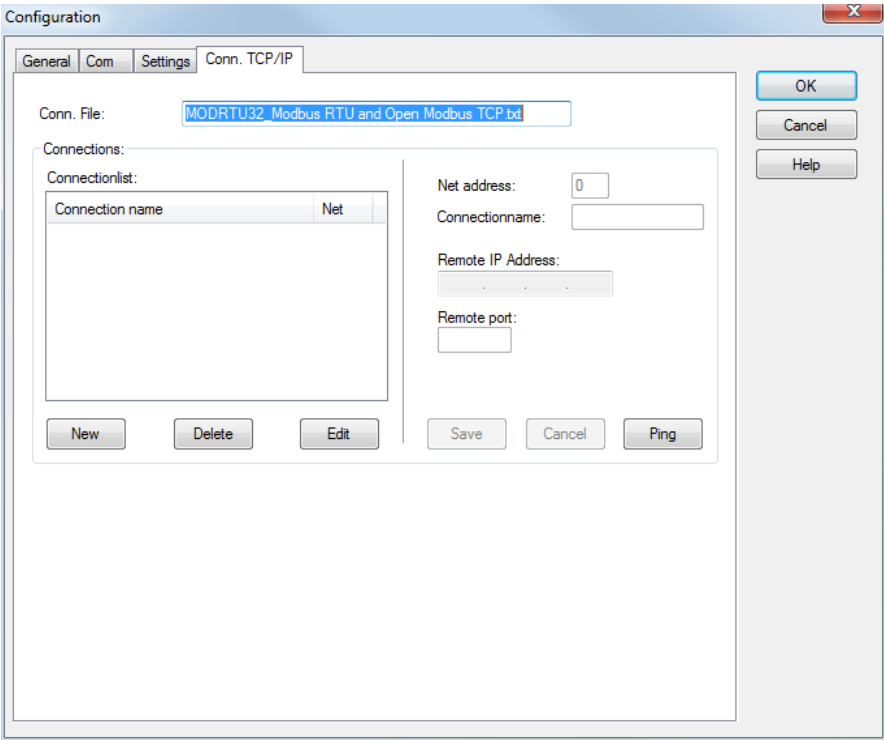 Configuration
General Com Settings Conn. TCP/IP
Conn. File: MODRTU32_Modbus RTU and Open Modbus TCP.txt
Connections:
Connectionlist:
Connection name Net
New Delete Edit
Net address: 0
Connectionname:
Remote IP Address:
. . .
Remote port:
Save Cancel Ping
OK
Cancel
Help